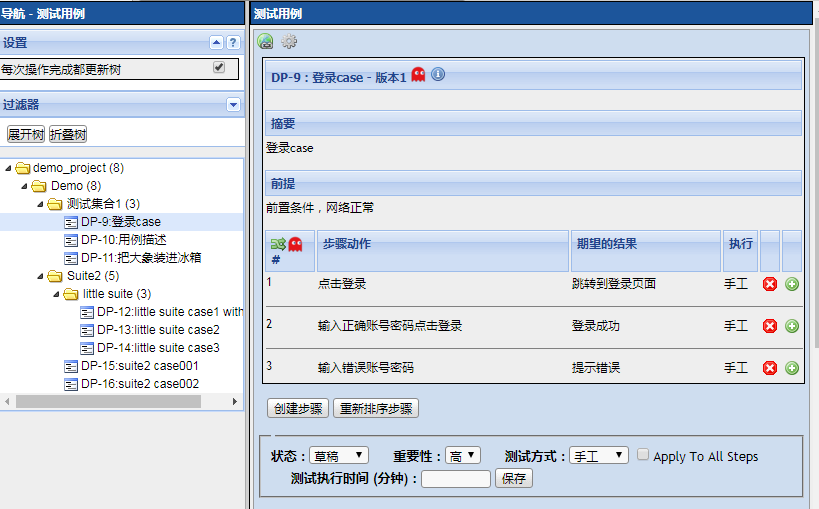 导航 - 测试用例
设置
每次操作完成都更新树
过滤器
展开树 折叠树
demo_project (8)
Demo (8)
测试集合1 (3)
DP-9:登录case
DP-10:用例描述
DP-11:把大象装进冰箱
Suite2 (5)
little suite (3)
DP-12:little suite case1 with
DP-13:little suite case2
DP-14:little suite case3
DP-15:suite2 case001
DP-16:suite2 case002
测试用例
DP-9 : 登录case - 版本1
摘要
登录case
前提
前置条件，网络正常
# 步骤动作 期望的结果 执行
1 点击登录 跳转到登录页面 手工
2 输入正确账号密码点击登录 登录成功 手工
3 输入错误账号密码 提示错误 手工
创建步骤 重新排序步骤
状态 : 草稿 重要性 : 高 测试方式 : 手工 Apply To All Steps
测试执行时间 (分钟) : 保存